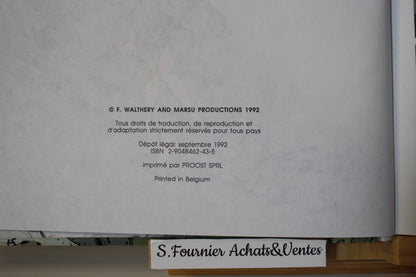 © F. WALTHERY AND MARSU PRODUCTIONS 1992
Tous droits de traduction, de reproduction et
d'adaptation strictement réservés pour tous pays
Dépôt légal: septembre 1992
ISBN 2-9048462-43-5
imprimé par PROOST SPRL
Printed in Belgium
S.Fournier Achats&Ventes